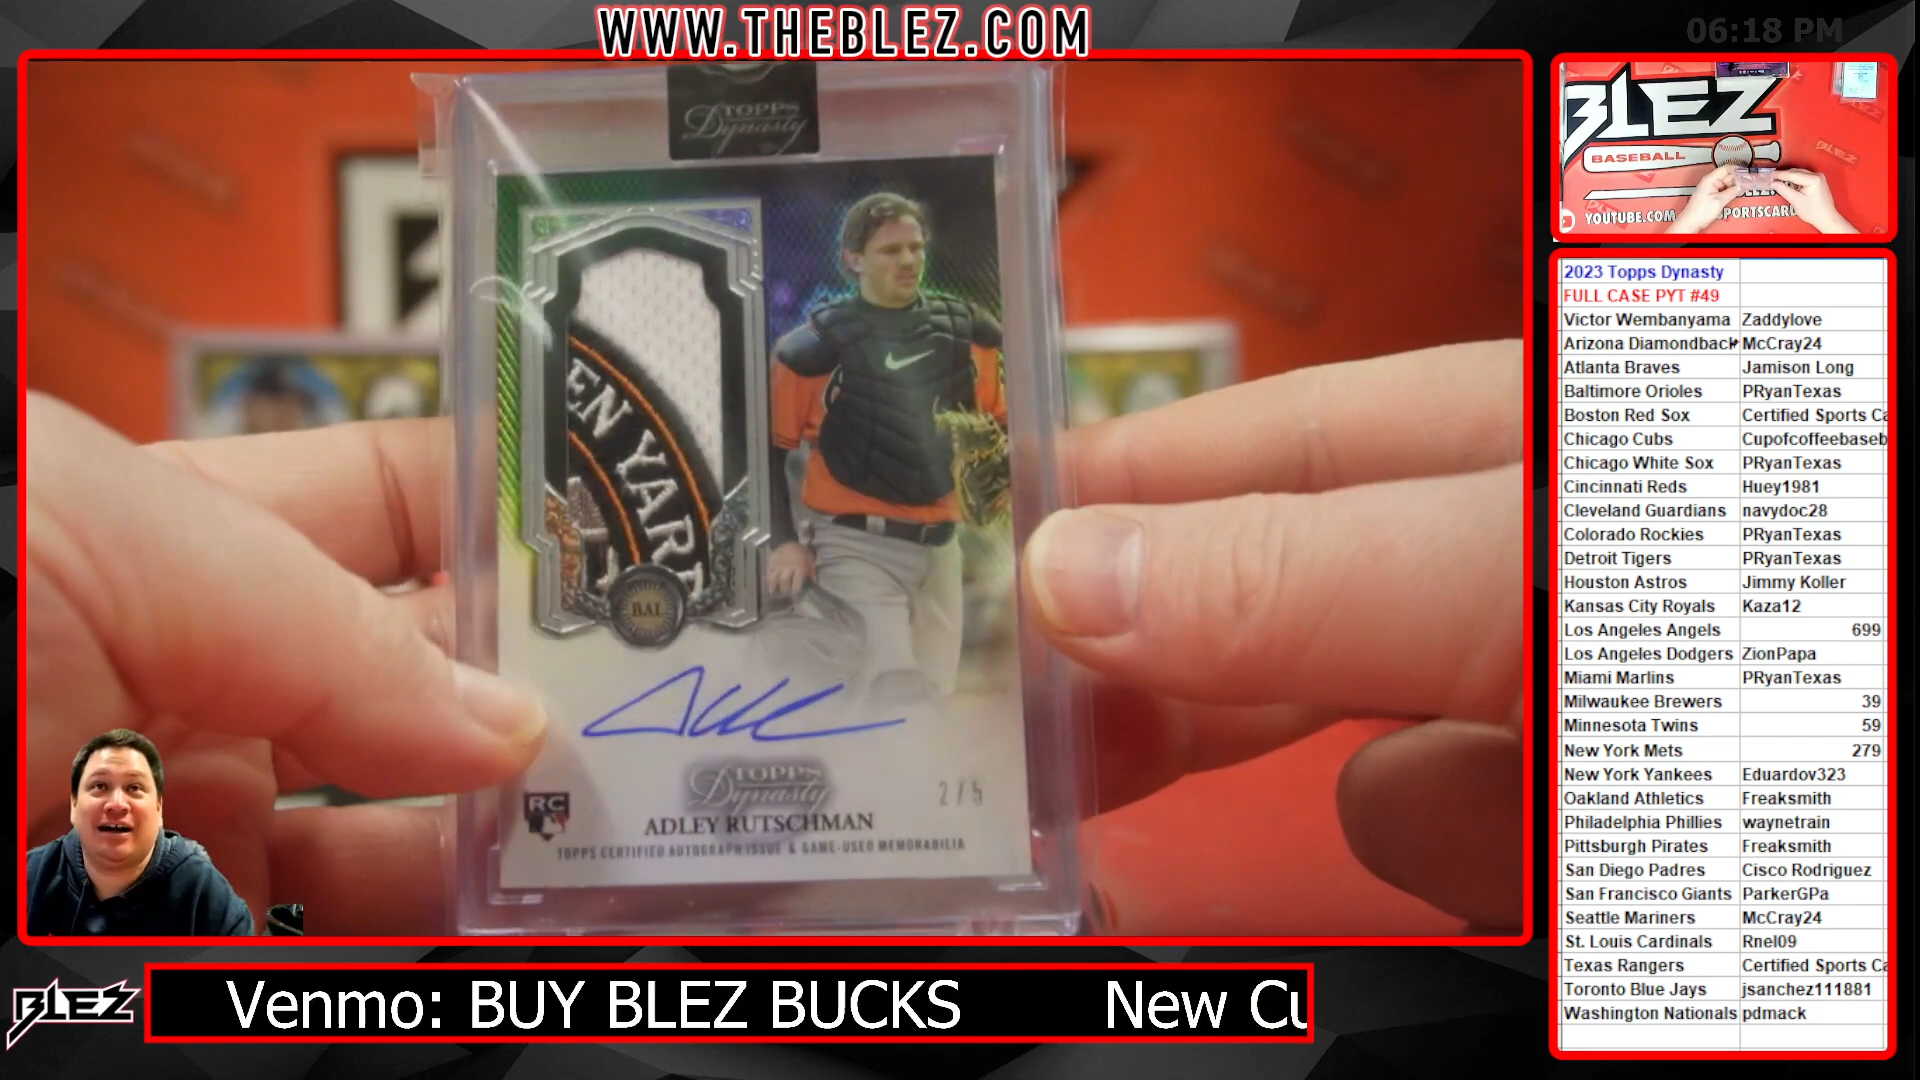 WWW.THEBLEZ.COM
06:18 PM
TOPPS
Dynasty
EN YAR
BAL
TOPPS
Dynasty
2/5
RC
ADLEY RUTSCHMAN
TOPPS CERTIFIED AUTOGRAPH ISSUE & GAME-USED MEMORABILIA
BLEZ
BASEBALL
YOUTUBE.COM
SPORTSCARD
2023 Topps Dynasty
FULL CASE PYT #49
Victor Wembanyama Zaddylove
Arizona Diamondback McCray24
Atlanta Braves Jamison Long
Baltimore Orioles PRyanTexas
Boston Red Sox Certified Sports Ca
Chicago Cubs Cupofcoffeebaseb
Chicago White Sox PRyanTexas
Cincinnati Reds Huey1981
Cleveland Guardians navydoc28
Colorado Rockies PRyanTexas
Detroit Tigers PRyanTexas
Houston Astros Jimmy Koller
Kansas City Royals Kaza12
Los Angeles Angels 699
Los Angeles Dodgers ZionPapa
Miami Marlins PRyanTexas
Milwaukee Brewers 39
Minnesota Twins 59
New York Mets 279
New York Yankees Eduardov323
Oakland Athletics Freaksmith
Philadelphia Phillies waynetrain
Pittsburgh Pirates Freaksmith
San Diego Padres Cisco Rodriguez
San Francisco Giants ParkerGPa
Seattle Mariners McCray24
St. Louis Cardinals Rnel09
Texas Rangers Certified Sports Ca
Toronto Blue Jays jsanchez111881
Washington Nationals pdmack
BLEZ
Venmo: BUY BLEZ BUCKS New Cu